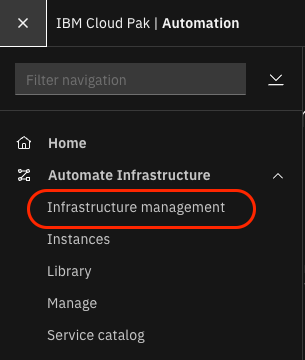 IBM Cloud Pak | Automation
Filter navigation
Home
Automate Infrastructure
Infrastructure management
Instances
Library
Manage
Service catalog